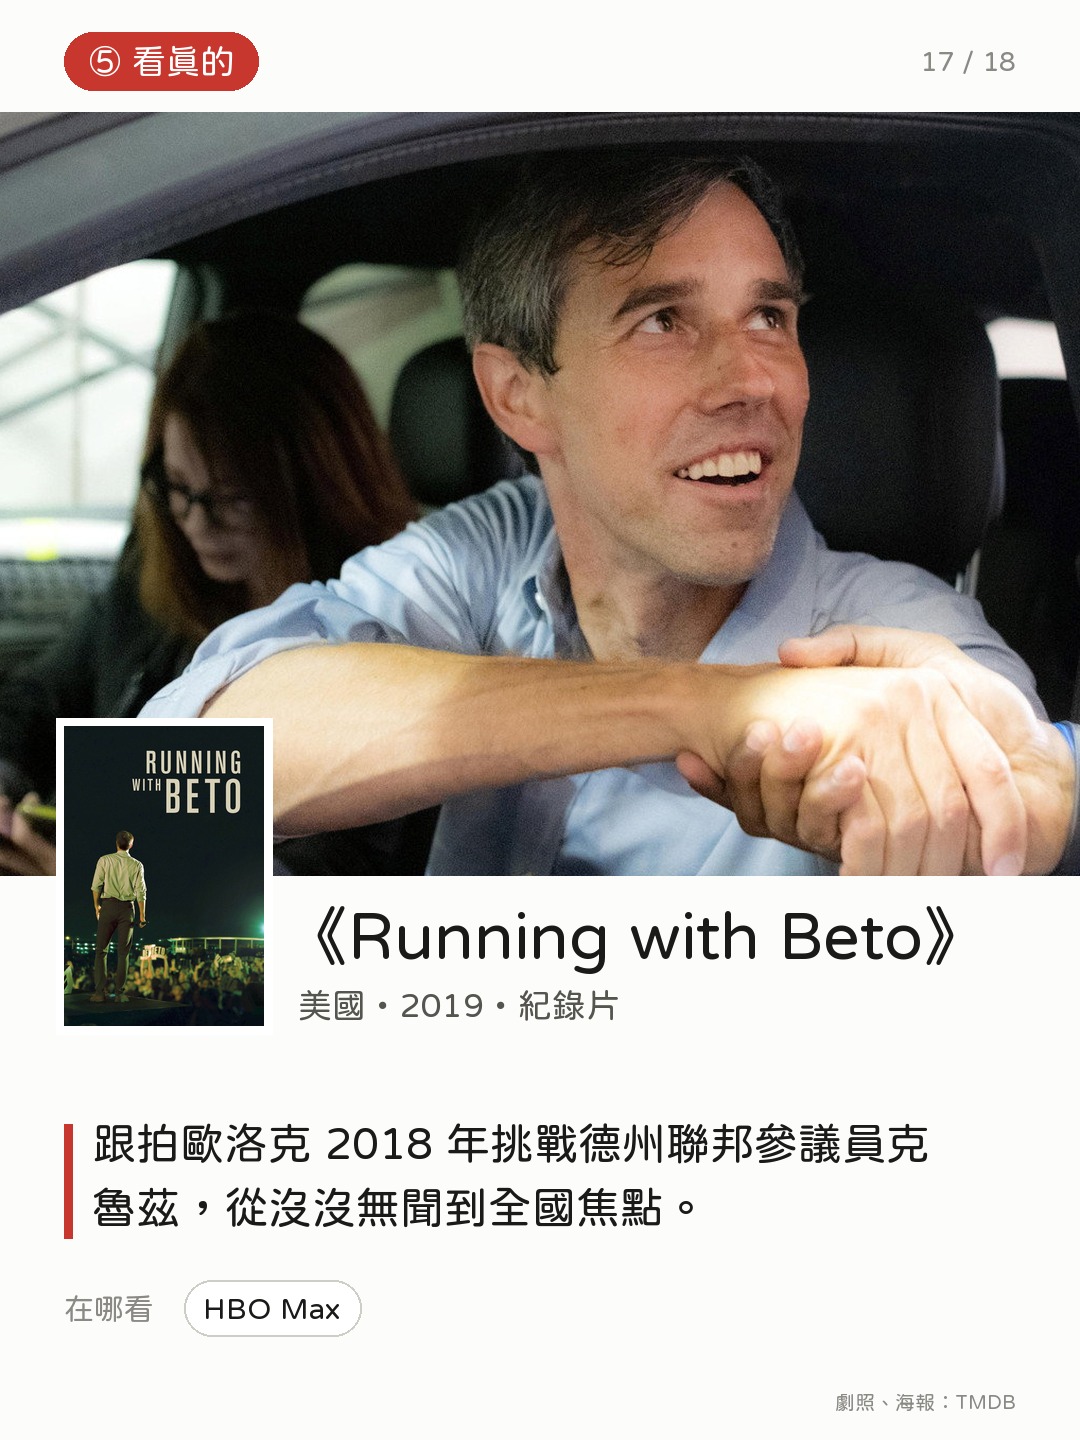 ⑤ 看真的
17 / 18
RUNNING
WITH BETO
《Running with Beto》
美國・2019・紀錄片
跟拍歐洛克 2018 年挑戰德州聯邦參議員克
魯茲，從沒沒無聞到全國焦點。
在哪看 HBO Max
劇照、海報：TMDB